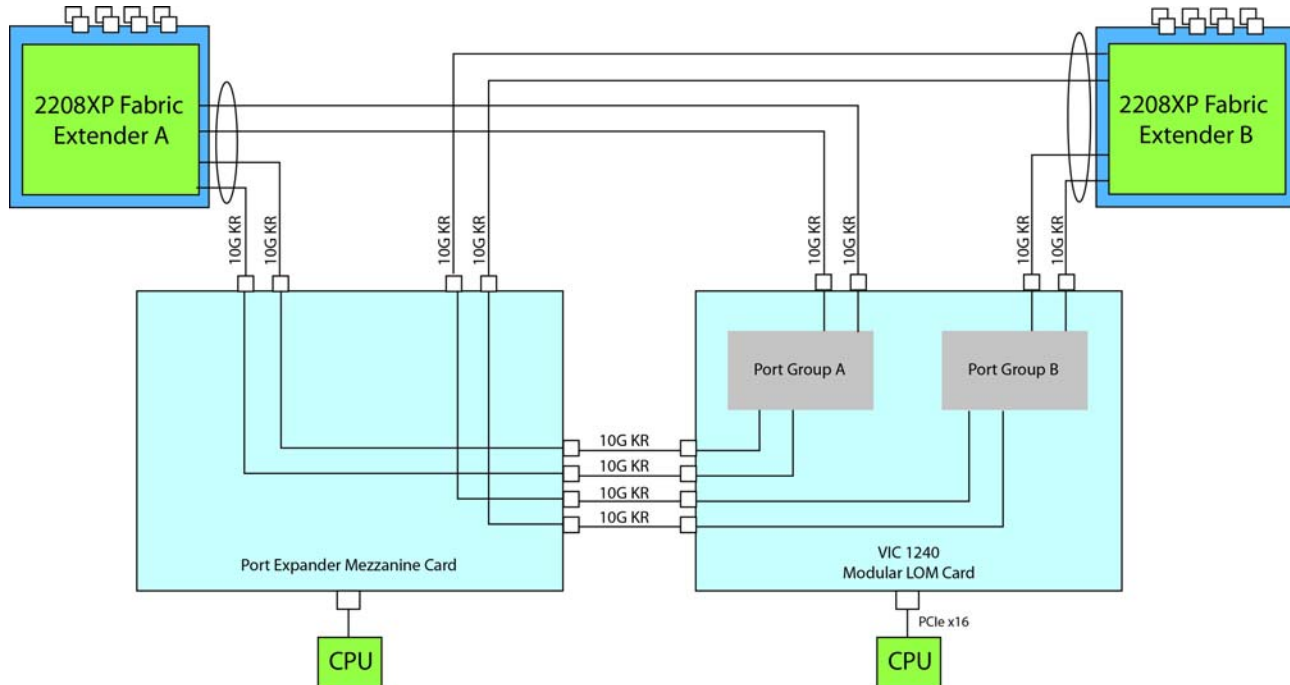 2208XP Fabric
Extender A
2208XP Fabric
Extender B
10G KR
10G KR
10G KR
10G KR
10G KR
10G KR
10G KR
10G KR
Port Group A
Port Group B
10G KR
10G KR
10G KR
10G KR
Port Expander Mezzanine Card
VIC 1240
Modular LOM Card
PCIe x16
CPU
CPU